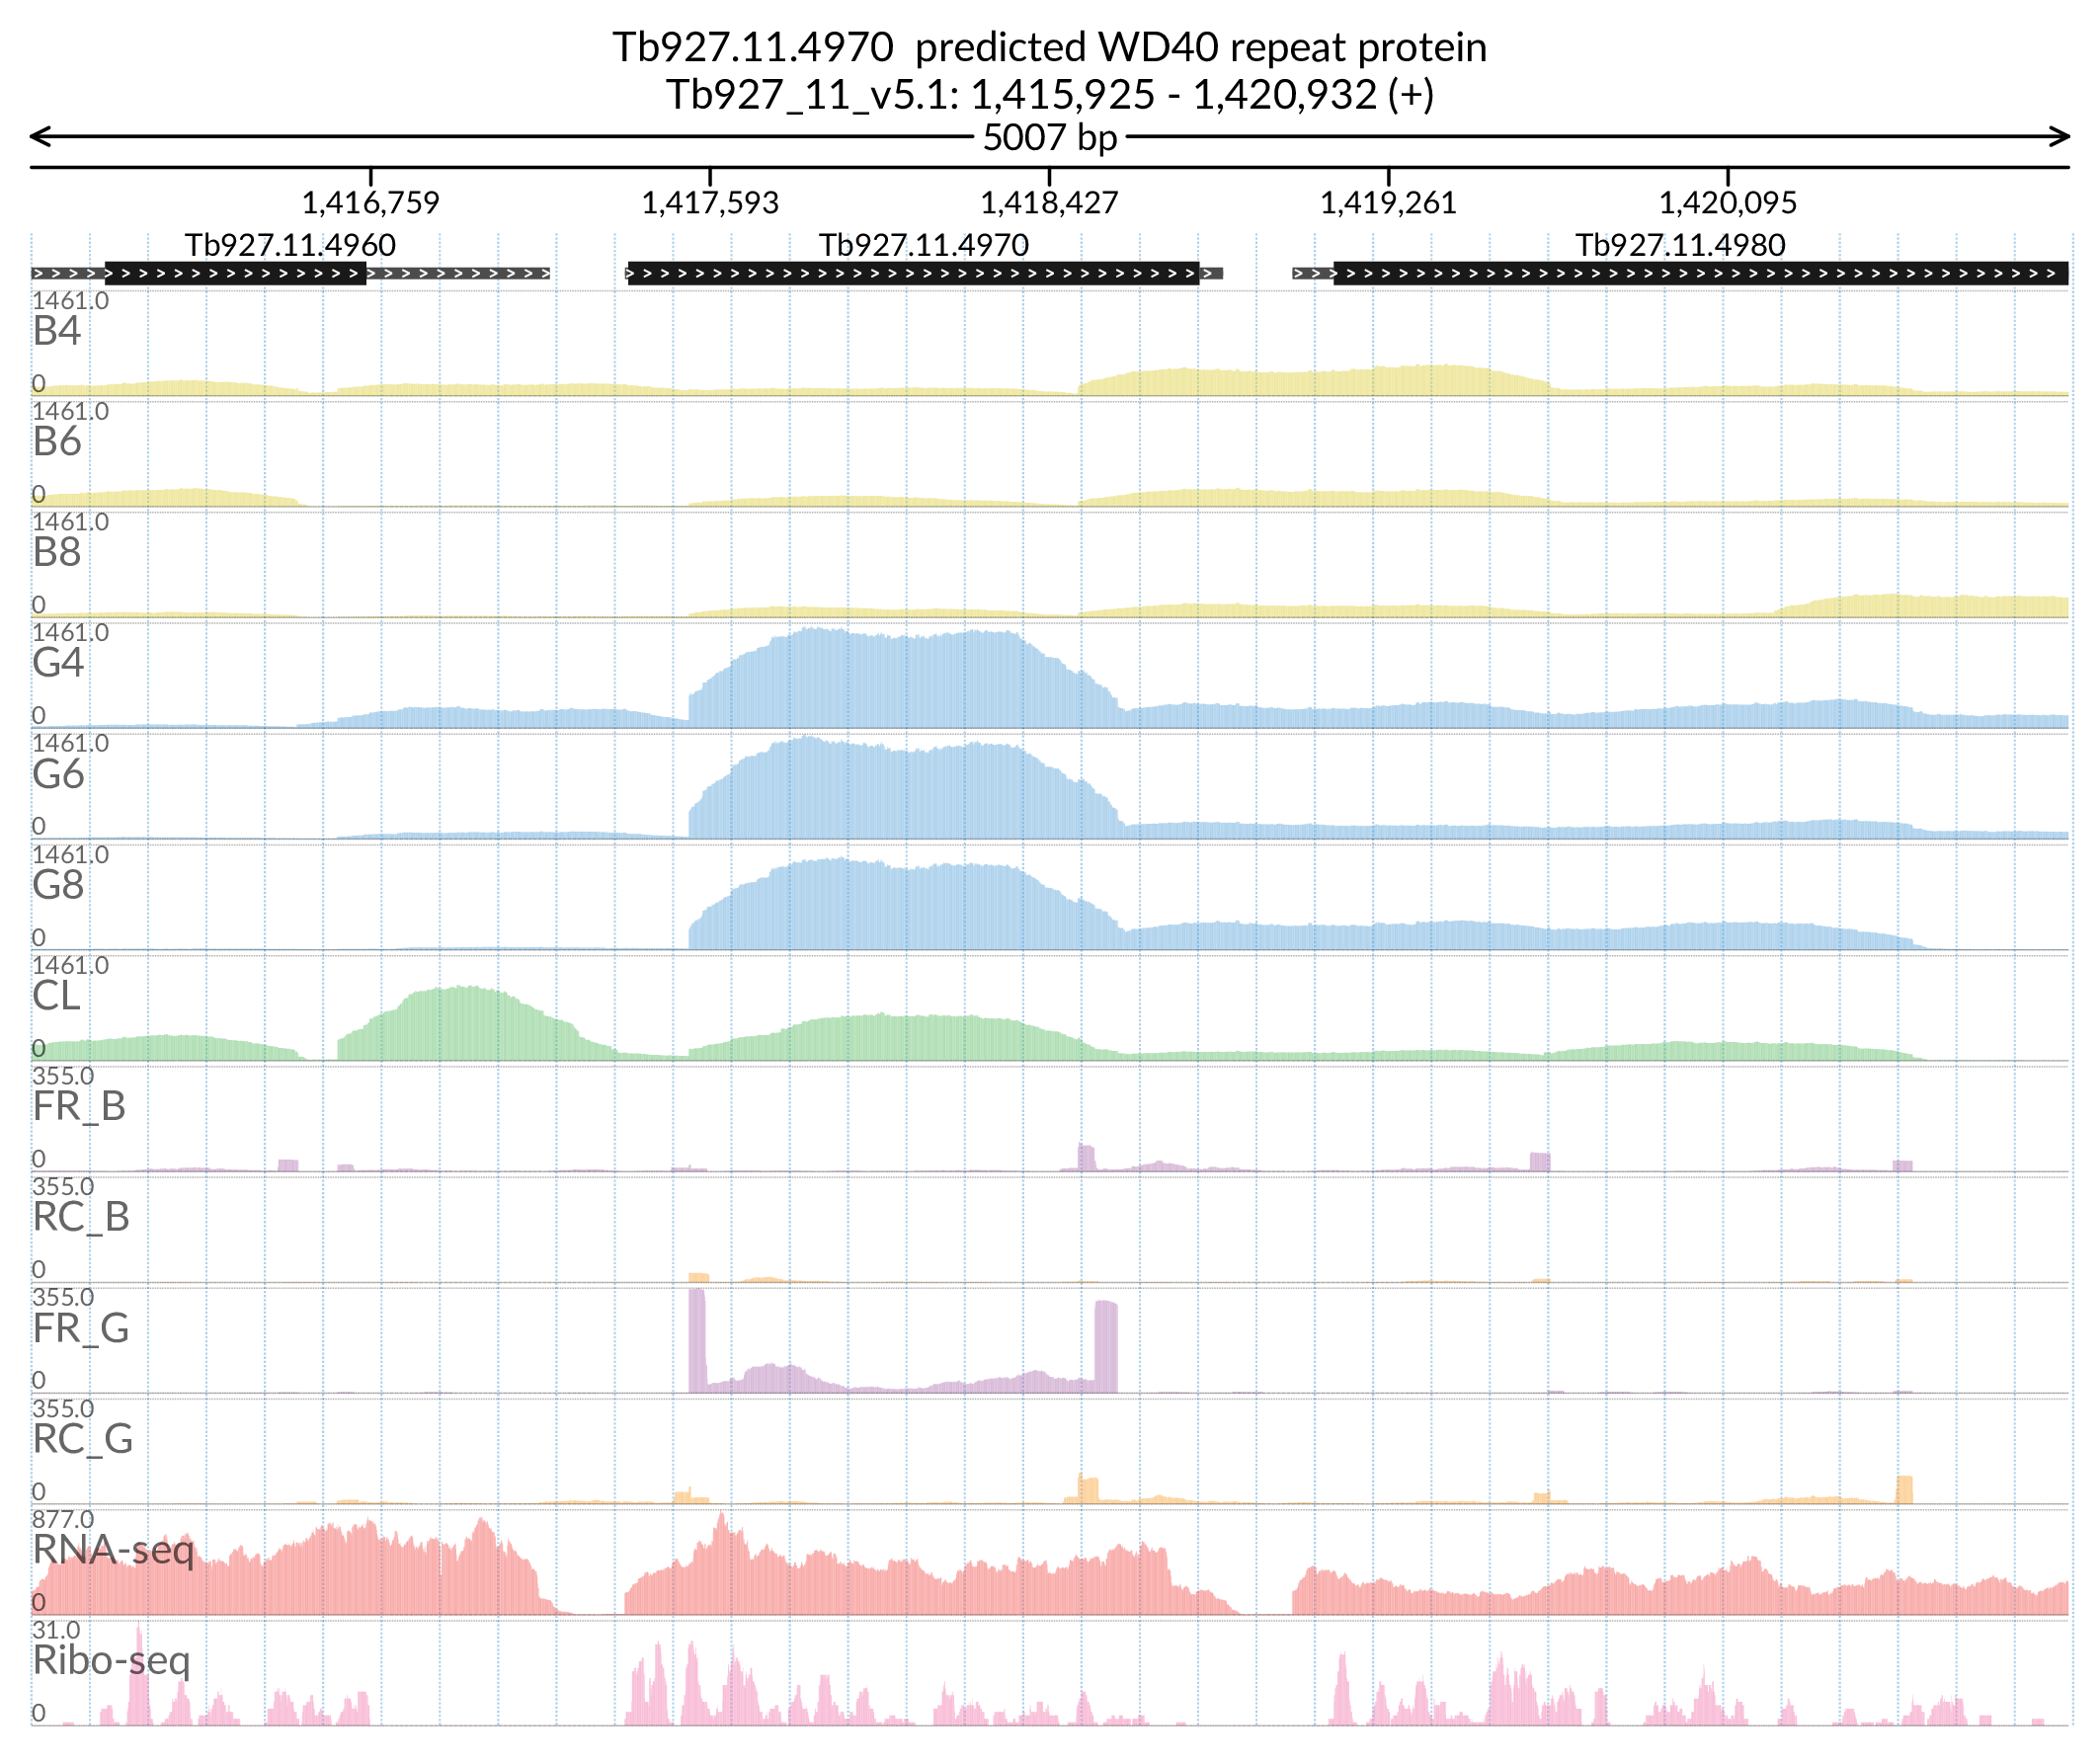 Tb927.11.4970 predicted WD40 repeat protein
Tb927_11_v5.1: 1,415,925 - 1,420,932 (+)
5007 bp
1,416,759 1,417,593 1,418,427 1,419,261 1,420,095
Tb927.11.4960 Tb927.11.4970 Tb927.11.4980
1461.0
B4
0
1461.0
B6
0
1461.0
B8
0
1461.0
G4
0
1461.0
G6
0
1461.0
G8
0
1461.0
CL
0
355.0
FR_B
0
355.0
RC_B
0
355.0
FR_G
0
355.0
RC_G
0
877.0
RNA-seq
0
31.0
Ribo-seq
0